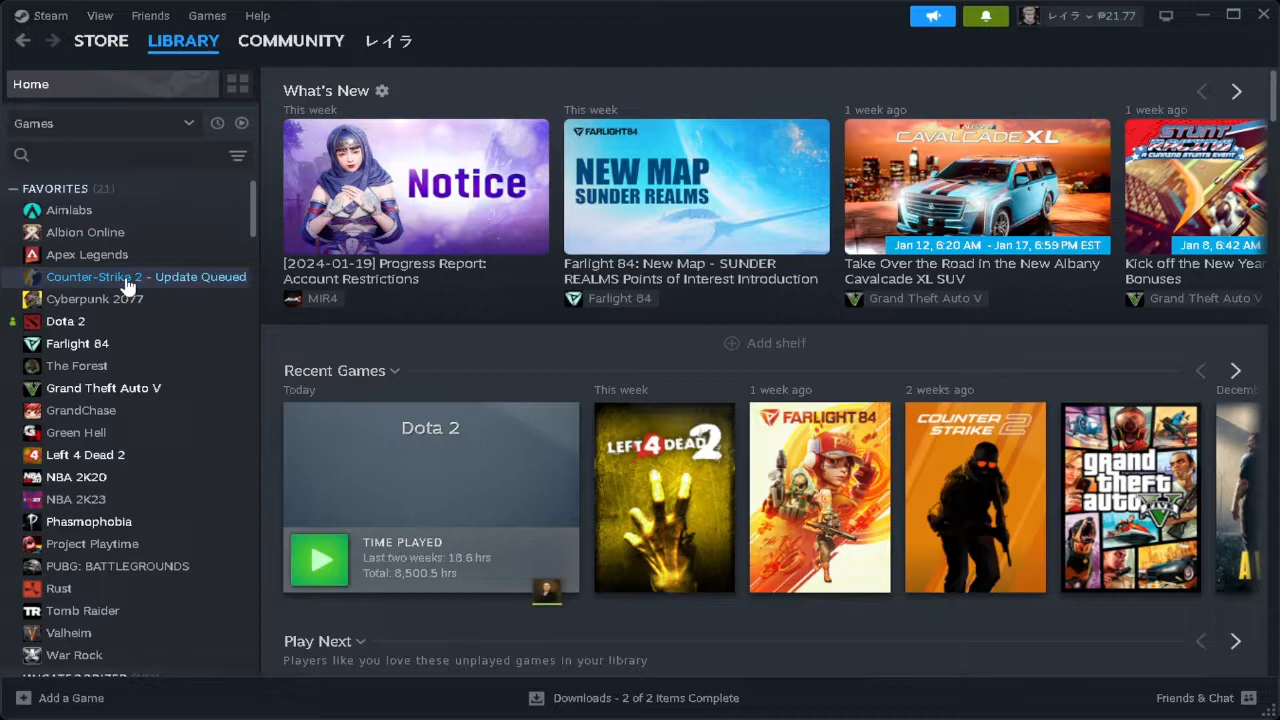 Steam View Friends Games Help
レイラ ₱21.77
STORE LIBRARY COMMUNITY レイラ
Home
Games
FAVORITES (21)
Aimlabs
Albion Online
Apex Legends
Counter-Strike 2 - Update Queued
Cyberpunk 2077
Dota 2
Farlight 84
The Forest
Grand Theft Auto V
GrandChase
Green Hell
Left 4 Dead 2
NBA 2K20
NBA 2K23
Phasmophobia
Project Playtime
PUBG: BATTLEGROUNDS
Rust
Tomb Raider
Valheim
War Rock
What's New
This week
Notice
[2024-01-19] Progress Report:
Account Restrictions
MIR4
This week
FARLIGHT84
NEW MAP
SUNDER REALMS
Farlight 84: New Map - SUNDER
REALMS Points of Interest Introduction
Farlight 84
1 week ago
CAVALCADE XL
Jan 12, 6:20 AM - Jan 17, 6:59 PM EST
Take Over the Road in the New Albany
Cavalcade XL SUV
Grand Theft Auto V
1 week ago
STUNT
RACING
A CUNNING STUNTS EVENT
Jan 8, 6:42 AM
Kick off the New Year
Bonuses
Grand Theft Auto V
Add shelf
Recent Games
Today
Dota 2
TIME PLAYED
Last two weeks: 18.6 hrs
Total: 8,500.5 hrs
This week
LEFT 4 DEAD 2
1 week ago
FARLIGHT 84
2 weeks ago
COUNTER
STRIKE 2
grand
theft
auto
V
Play Next
Players like you love these unplayed games in your library
Add a Game
Downloads - 2 of 2 Items Complete
Friends & Chat